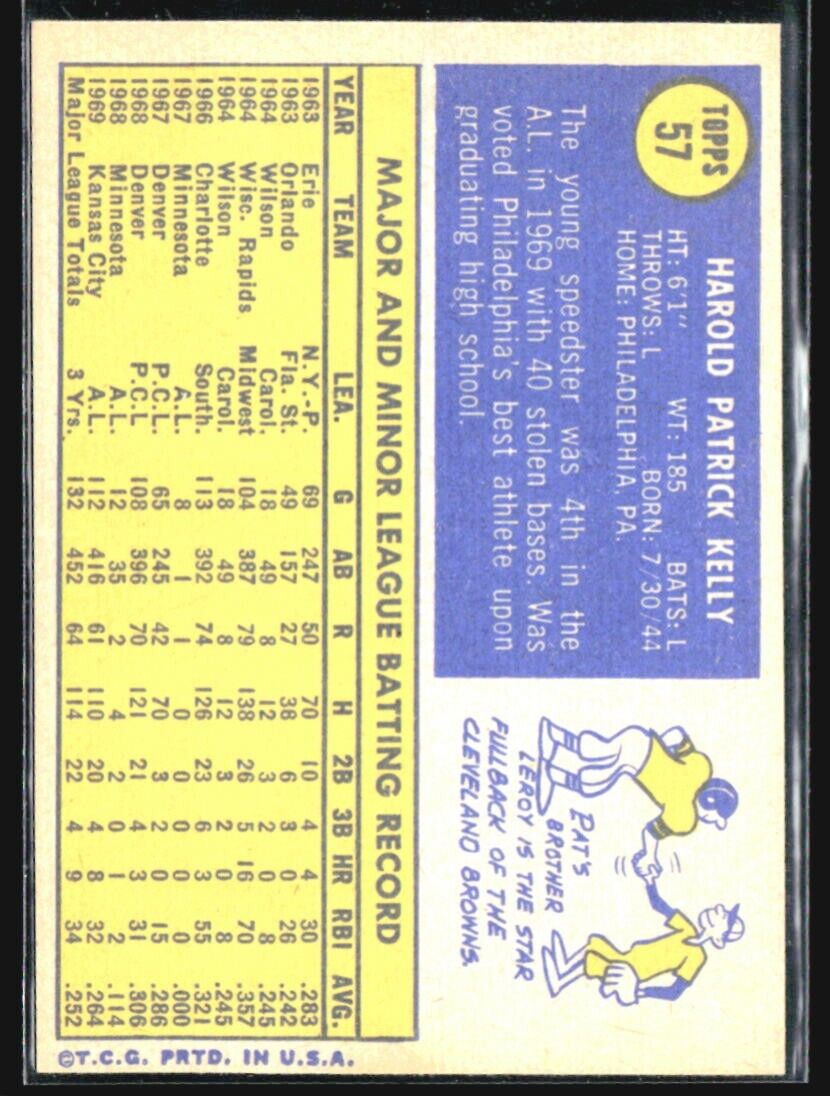 TOPPS
57
HAROLD PATRICK KELLY
HT: 6'1" WT: 185 BATS: L
THROWS: L BORN: 7/30/44
HOME: PHILADELPHIA, PA.
The young speedster was 4th in the
A.L. in 1969 with 40 stolen bases. Was
voted Philadelphia's best athlete upon
graduating high school.
PAT'S
BROTHER
LEROY IS THE STAR
FULLBACK OF THE
CLEVELAND BROWNS.
MAJOR AND MINOR LEAGUE BATTING RECORD
YEAR TEAM LEA. G AB R H 2B 3B HR RBI AVG.
1963 Erie N.Y.-P. 69 247 50 70 10 4 4 30 .283
1963 Orlando Fla. St. 49 157 27 38 6 3 0 26 .242
1964 Wilson Carol. 18 49 8 12 3 2 0 8 .245
1964 Wisc. Rapids Midwest 104 387 79 138 26 5 16 70 .357
1964 Wilson Carol. 18 49 8 12 3 2 0 8 .245
1966 Charlotte South. 113 392 74 126 23 6 3 55 .321
1967 Minnesota A.L. 8 1 1 0 0 0 0 0 .000
1967 Denver P.C.L. 65 245 42 70 3 2 0 15 .286
1968 Denver P.C.L 108 396 70 121 21 4 3 31 .306
1968 Minnesota A.L. 12 35 2 4 2 0 1 2 .114
1969 Kansas City A.L. 112 416 61 110 20 4 8 32 .264
Major League Totals 3 Yrs. 132 452 64 114 22 4 9 34 .252
©T.C.G. PRTD. IN U.S.A.